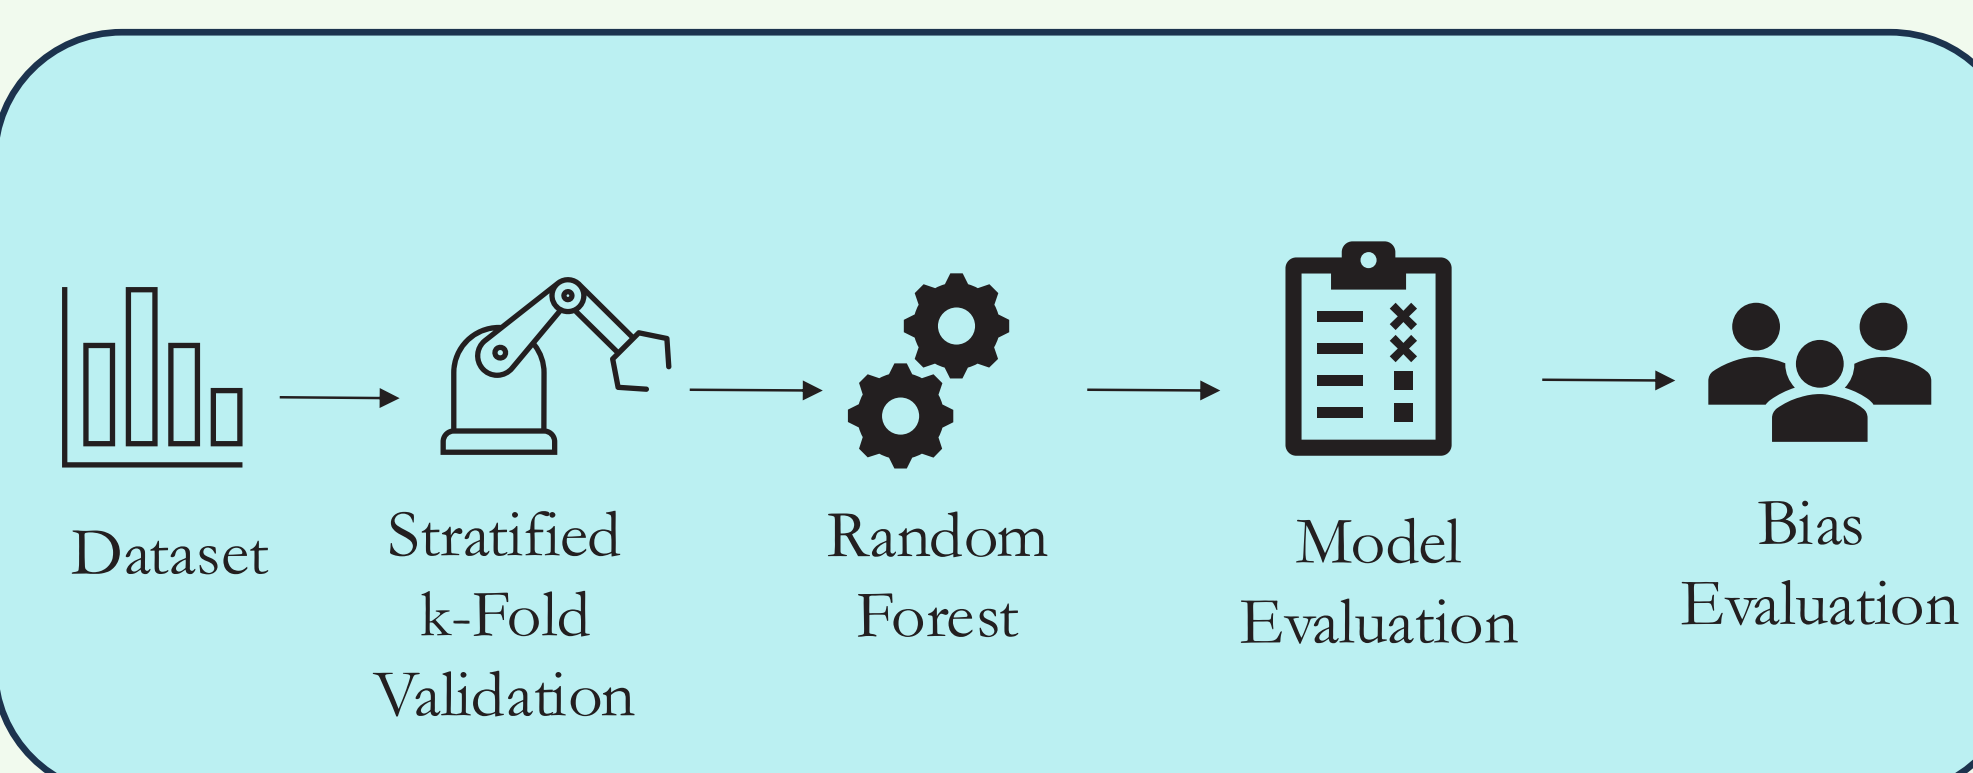 Dataset
Stratified
k-Fold
Validation
Random
Forest
Model
Evaluation
Bias
Evaluation